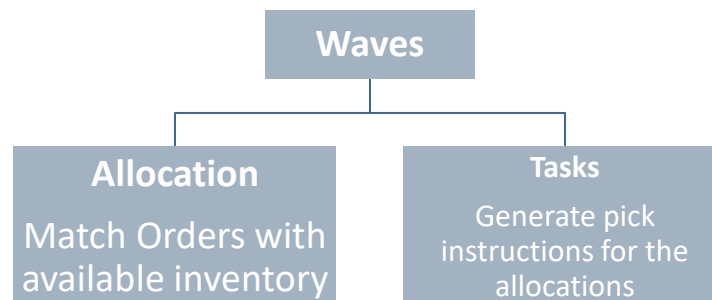 Waves
Allocation
Match Orders with
available inventory
Tasks
Generate pick
instructions for the
allocations